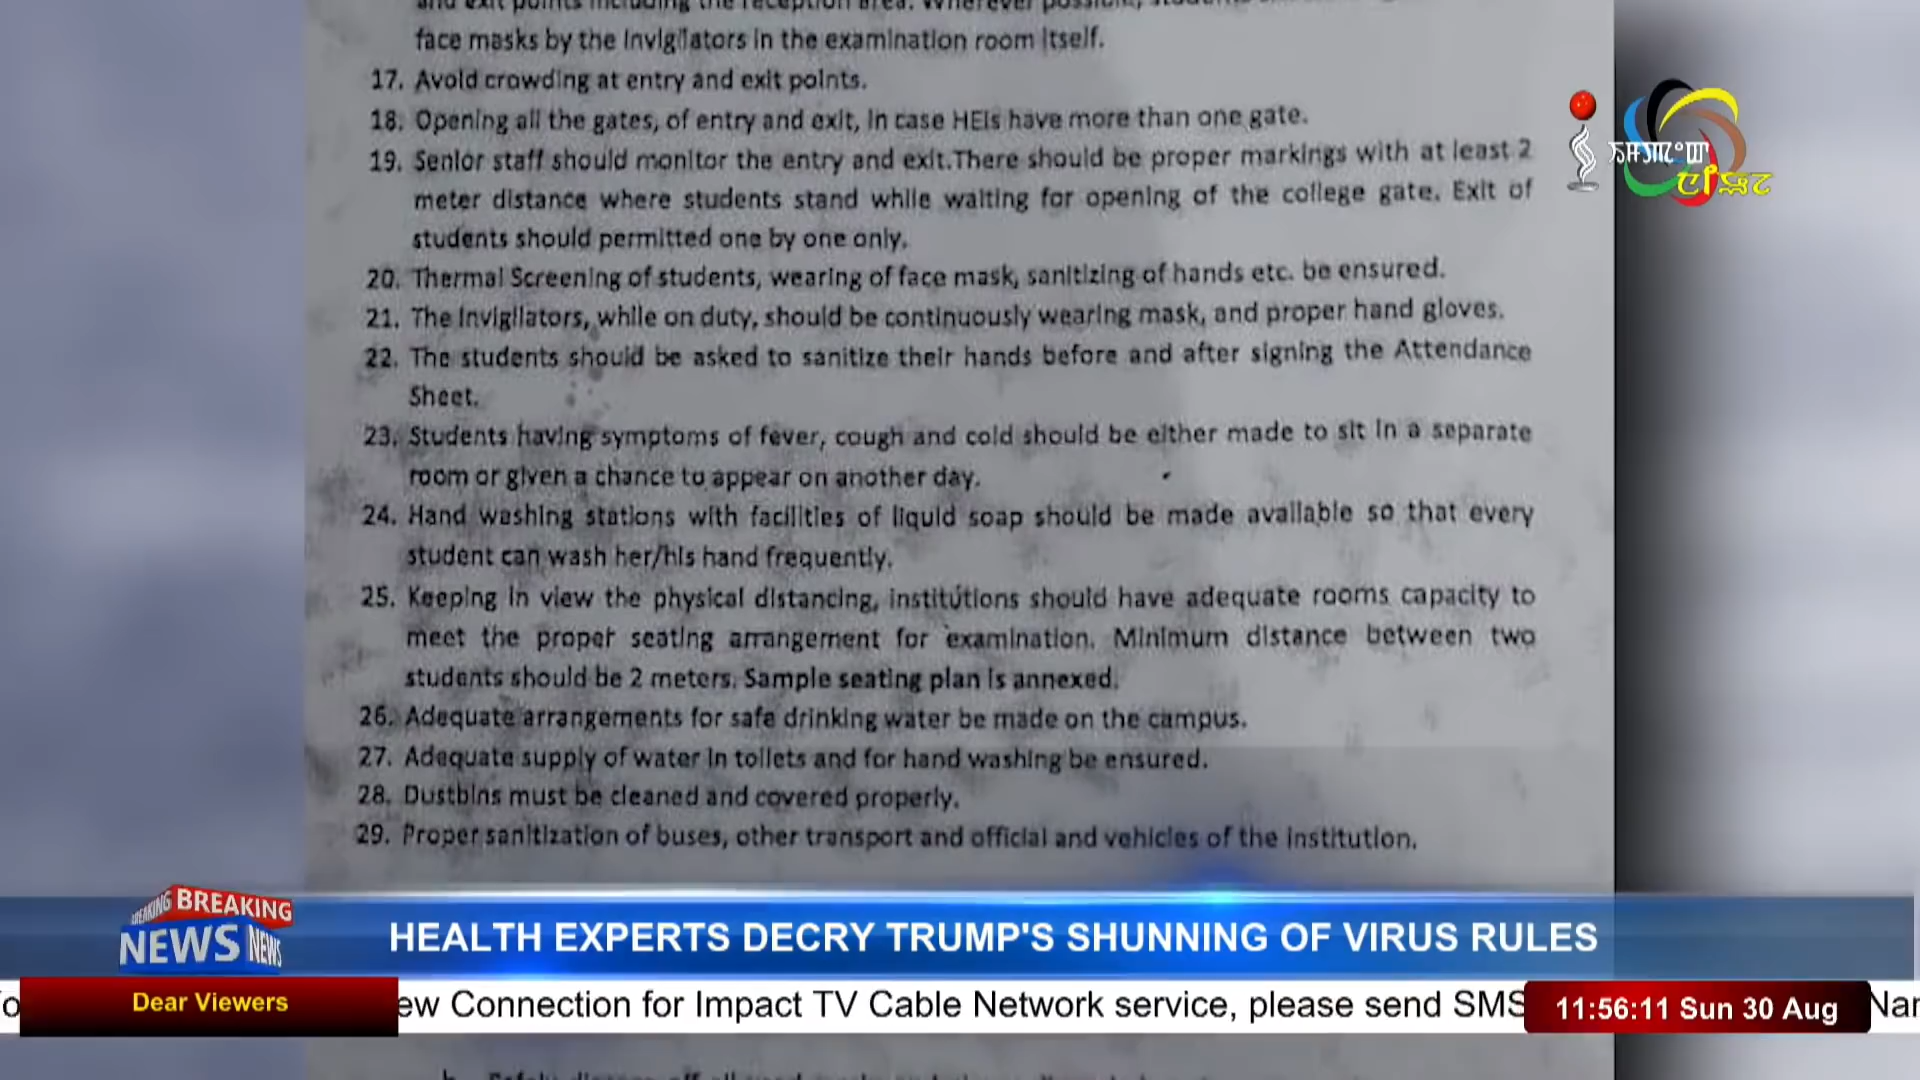 face masks by the invigilators in the examination room itself.
17. Avoid crowding at entry and exit points.
18. Opening all the gates, of entry and exit, in case HEIs have more than one gate.
19. Senior staff should monitor the entry and exit.There should be proper markings with at least 2
meter distance where students stand while waiting for opening of the college gate. Exit of
students should permitted one by one only.
20. Thermal Screening of students, wearing of face mask, sanitizing of hands etc. be ensured.
21. The invigilators, while on duty, should be continuously wearing mask, and proper hand gloves.
22. The students should be asked to sanitize their hands before and after signing the Attendance
Sheet.
23. Students having symptoms of fever, cough and cold should be either made to sit in a separate
room or given a chance to appear on another day.
24. Hand washing stations with facilities of liquid soap should be made available so that every
student can wash her/his hand frequently.
25. Keeping in view the physical distancing, institutions should have adequate rooms capacity to
meet the proper seating arrangement for examination. Minimum distance between two
students should be 2 meters. Sample seating plan is annexed.
26. Adequate arrangements for safe drinking water be made on the campus.
27. Adequate supply of water in toilets and for hand washing be ensured.
28. Dustbins must be cleaned and covered properly.
29. Proper sanitization of buses, other transport and official and vehicles of the institution.
BREAKING
NEWS NEWS
HEALTH EXPERTS DECRY TRUMP'S SHUNNING OF VIRUS RULES
Dear Viewers
ew Connection for Impact TV Cable Network service, please send SMS
11:56:11 Sun 30 Aug